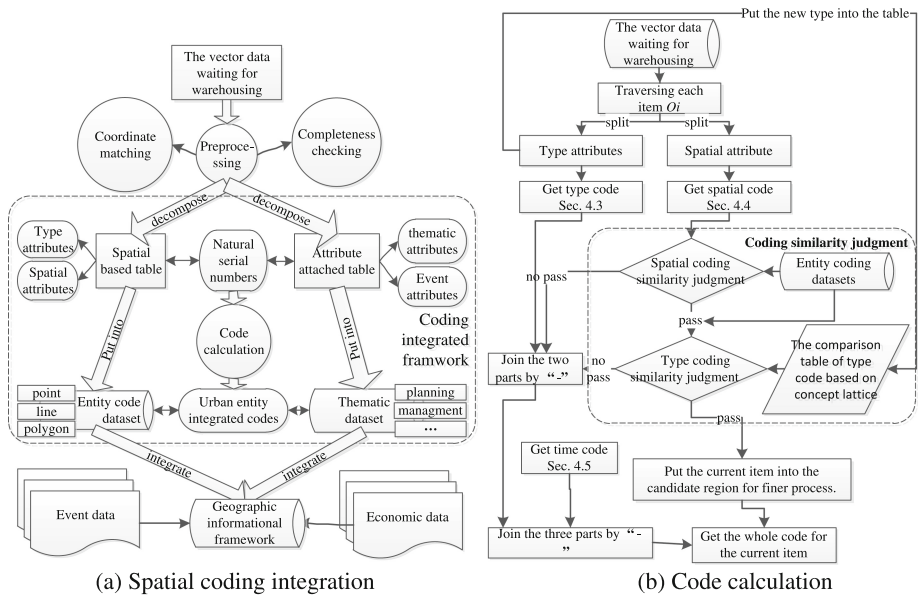 The vector data
waiting for
warehousing
Coordinate
matching
Preproce-
ssing
Completeness
checking
decompose
decompose
Type
attributes
Spatial
attributes
Spatial
based table
Natural
serial
numbers
Attribute
attached table
thematic
attributes
Event
attributes
Put into
Code
calculation
Put into
Coding
integrated
framwork
point
line
polygon
Entity code
dataset
Urban entity
integrated codes
Thematic
dataset
planning
managment
...
integrate
integrate
Event data
Geographic
informational
framework
Economic data
(a) Spatial coding integration
Put the new type into the table
The vector data
waiting for
warehousing
Traversing each
item Oi
split
split
Type attributes
Spatial attribute
Get type code
Sec. 4.3
Get spatial code
Sec. 4.4
Coding similarity judgment
Spatial coding
similarity judgment
Entity coding
datasets
no pass
pass
Join the two
parts by “-”
no
pass
Type coding
similarity judgment
The comparison
table of type
code based on
concept lattice
pass
Get time code
Sec. 4.5
Put the current item into the
candidate region for finer process.
Join the three parts by “-
”
Get the whole code for
the current item
(b) Code calculation